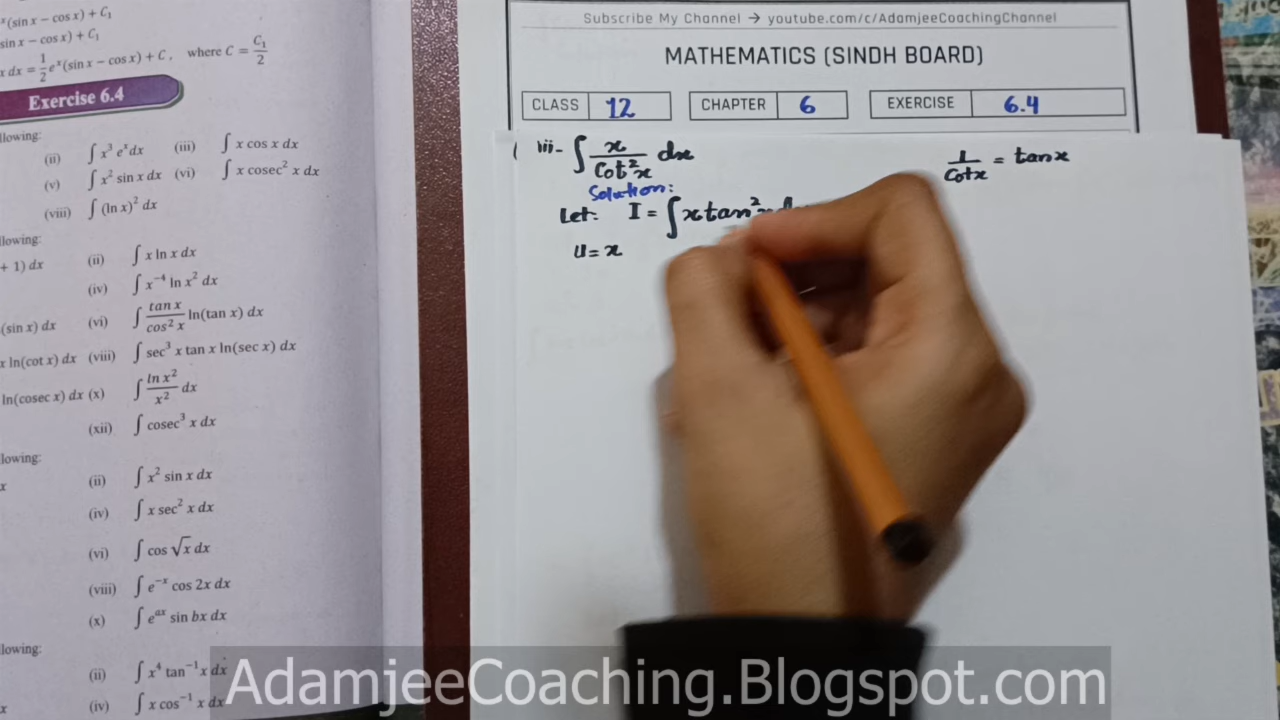 ˣ(sin x − cos x) + C₁
sin x − cos x) + C₁
x dx = 1/2 eˣ(sin x − cos x) + C , where C = C₁/2
Exercise 6.4
llowing:
(ii) ∫ x³ eˣdx (iii) ∫ x cos x dx
(v) ∫ x² sin x dx (vi) ∫ x cosec² x dx
(viii) ∫ (ln x)² dx
llowing:
+ 1) dx (ii) ∫ x ln x dx
(iv) ∫ x⁻⁴ ln x² dx
(sin x) dx (vi) ∫ tan x/cos² x ln(tan x) dx
x ln(cot x) dx (viii) ∫ sec³ x tan x ln(sec x) dx
ln(cosec x) dx (x) ∫ ln x²/x² dx
(xii) ∫ cosec³ x dx
lowing:
x (ii) ∫ x² sin x dx
(iv) ∫ x sec² x dx
(vi) ∫ cos √x dx
(viii) ∫ e⁻ˣ cos 2x dx
(x) ∫ eᵃˣ sin bx dx
lowing:
(ii) ∫ x⁴ tan⁻¹ x dx
x (iv) ∫ x cos⁻¹ x dx
Subscribe My Channel → youtube.com/c/AdamjeeCoachingChannel
MATHEMATICS (SINDH BOARD)
CLASS 12 CHAPTER 6 EXERCISE 6.4
∫ x/Cot²x dx
1/Cotx = tanx
Solution:
Let: I = ∫ x tan²x
U = x
AdamjeeCoaching.Blogspot.com